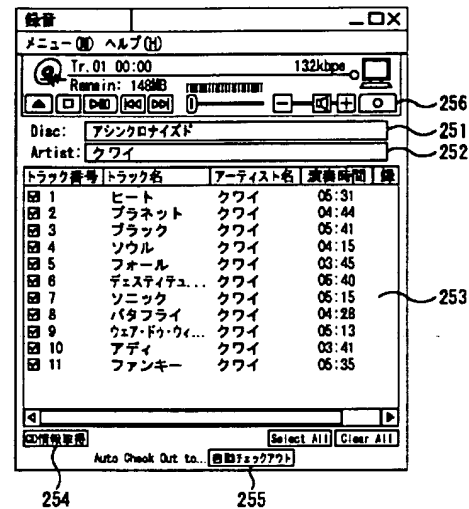 録音
メニュー(M) ヘルプ(H)
Tr.01 00:00 132kbps
Remain: 148MB
256
Disc: アシンクロナイズド 251
Artist: クワイ 252
トラック番号 トラック名 アーティスト名 演奏時間 録
1 ヒート クワイ 05:31
2 プラネット クワイ 04:44
3 ブラック クワイ 05:41
4 ソウル クワイ 04:15
5 フォール クワイ 03:45
6 デスティテュ... クワイ 05:40
7 ソニック クワイ 05:15
8 バタフライ クワイ 04:28
9 ウェア・ドゥ・ウィ... クワイ 05:13
10 アディ クワイ 03:41
11 ファンキー クワイ 05:35
253
CD情報取得 Select All Clear All
Auto Check Out to... 自動チェックアウト
254 255